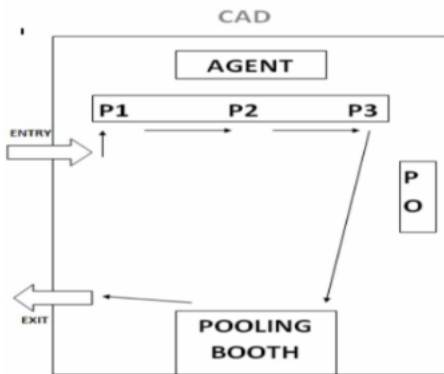 CAD
AGENT
P1 P2 P3
ENTRY
P
O
EXIT
POOLING
BOOTH